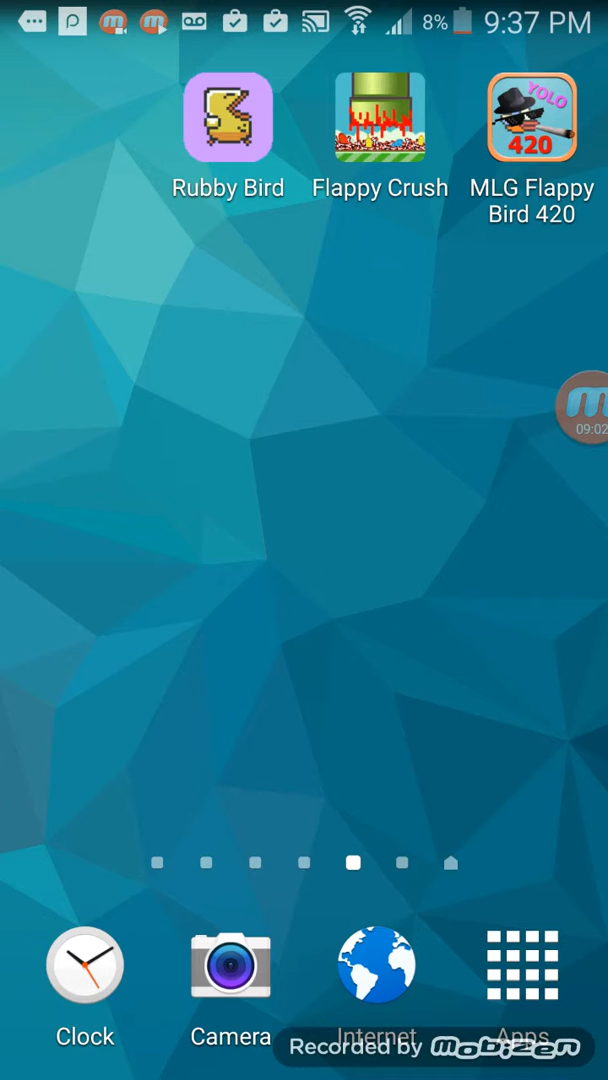 8% 9:37 PM
YOLO
420
Rubby Bird
Flappy Crush
MLG Flappy
Bird 420
09:02
Clock
Camera
Internet
Apps
Recorded by mobizen